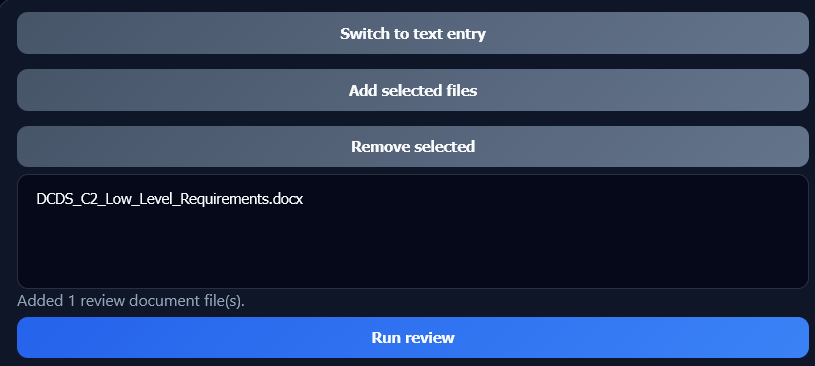 Switch to text entry
Add selected files
Remove selected
DCDS_C2_Low_Level_Requirements.docx
Added 1 review document file(s).
Run review